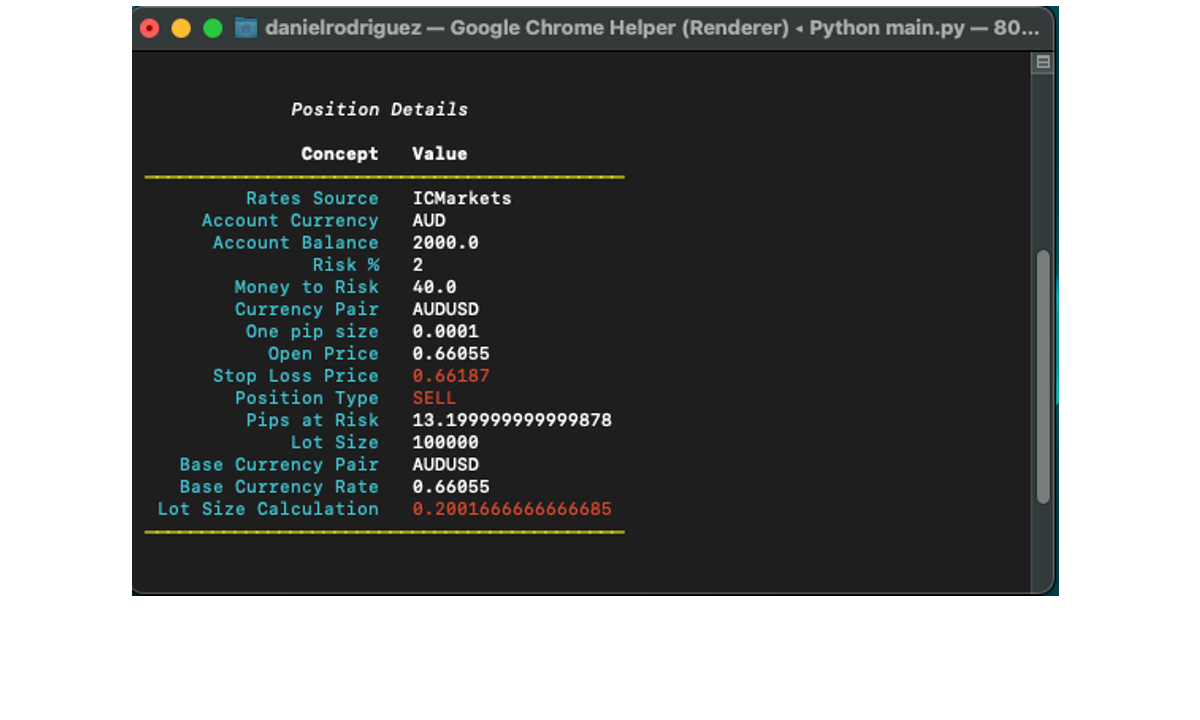 danielrodriguez — Google Chrome Helper (Renderer) ◂ Python main.py — 80...
Position Details
Concept Value
Rates Source ICMarkets
Account Currency AUD
Account Balance 2000.0
Risk % 2
Money to Risk 40.0
Currency Pair AUDUSD
One pip size 0.0001
Open Price 0.66055
Stop Loss Price 0.66187
Position Type SELL
Pips at Risk 13.199999999999878
Lot Size 100000
Base Currency Pair AUDUSD
Base Currency Rate 0.66055
Lot Size Calculation 0.2001666666666685